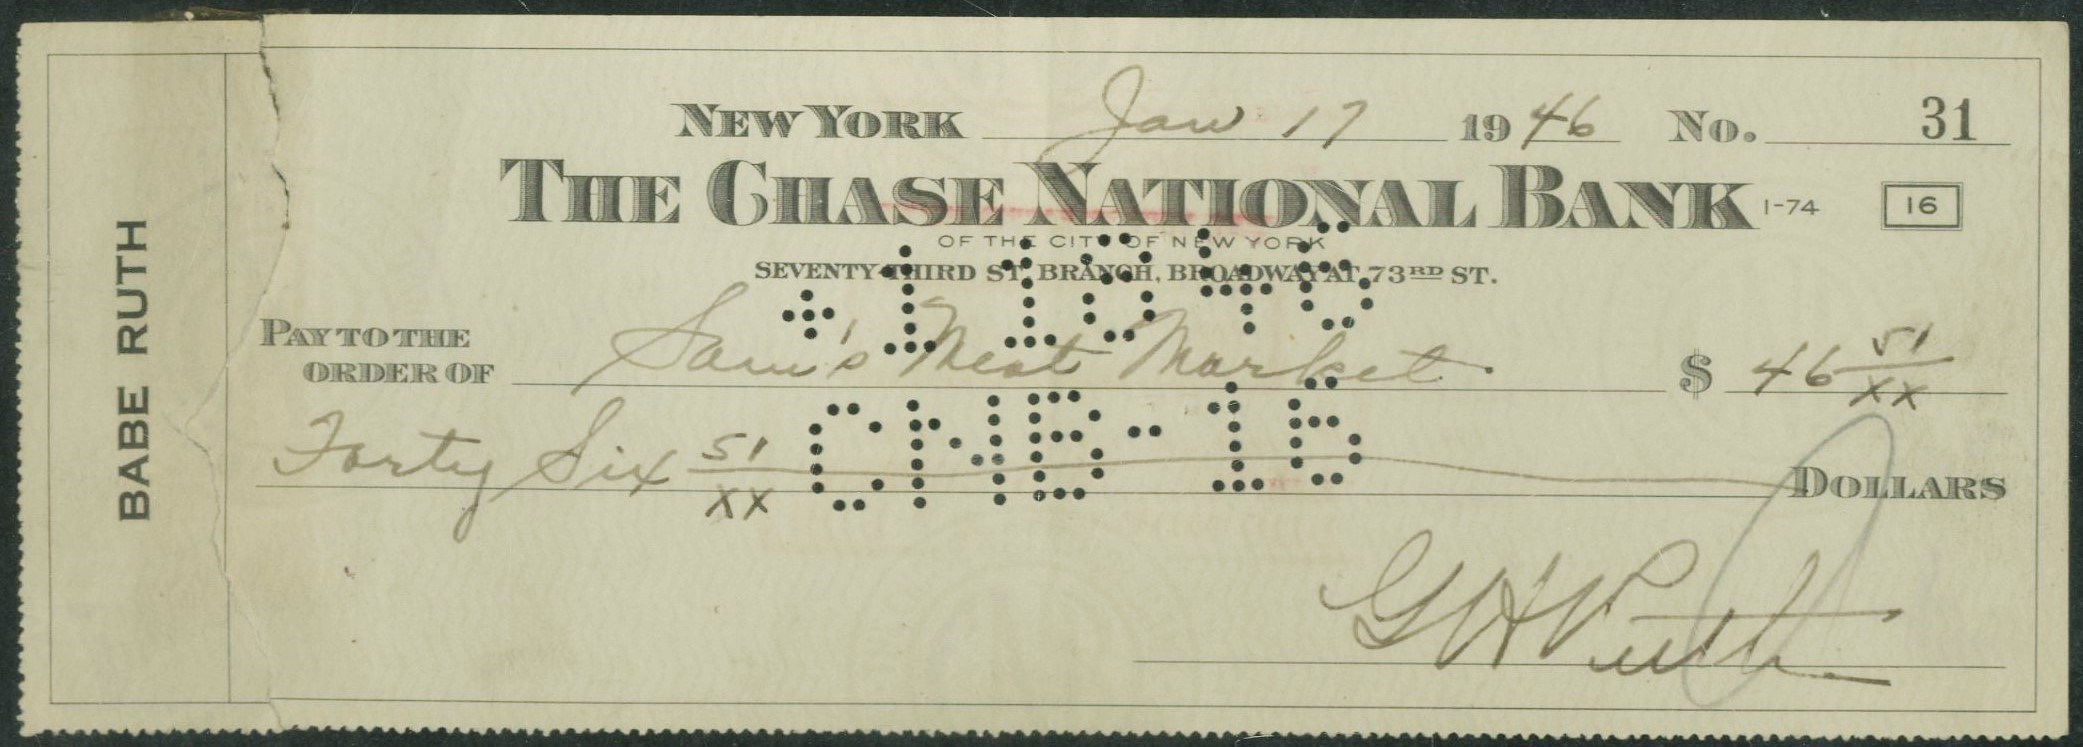 NEW YORK Jan 17 1946 No. 31
THE CHASE NATIONAL BANK 1-74 16
OF THE CITY OF NEW YORK
SEVENTY-THIRD ST. BRANCH, BROADWAY AT 73RD ST.
PAY TO THE
ORDER OF Sam's Meat Market. $ 46 51/XX
Forty Six 51/XX DOLLARS
G H Ruth
BABE RUTH
CNB-16